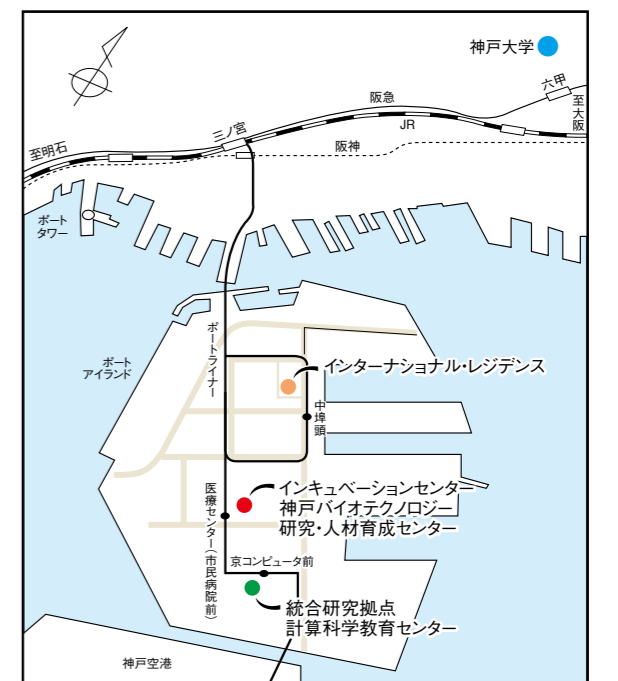 神戸大学
六甲
至大阪
阪急
JR
阪神
三ノ宮
至明石
ポート
タワー
ポート
アイランド
ポートライナー
インターナショナル・レジデンス
中埠頭
インキュベーションセンター
神戸バイオテクノロジー
研究・人材育成センター
医療センター(市民病院前)
京コンピュータ前
統合研究拠点
計算科学教育センター
神戸空港